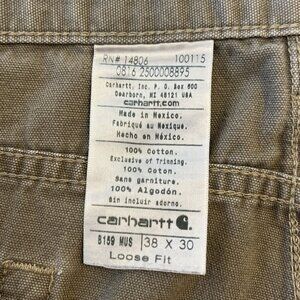 RN# 14806 100115
0816 2500008895
Carhartt, Inc. P.O. Box 600
Dearborn, MI 48121 USA
carhartt.com
Made in Mexico.
Fabriqué au Mexique.
Hecho en México.
100% Cotton.
Exclusive of Trimming.
100% Coton.
Sans garniture.
100% Algodón.
Sin incluir adorno.
carhartt
B159 MUS 38 X 30
Loose Fit